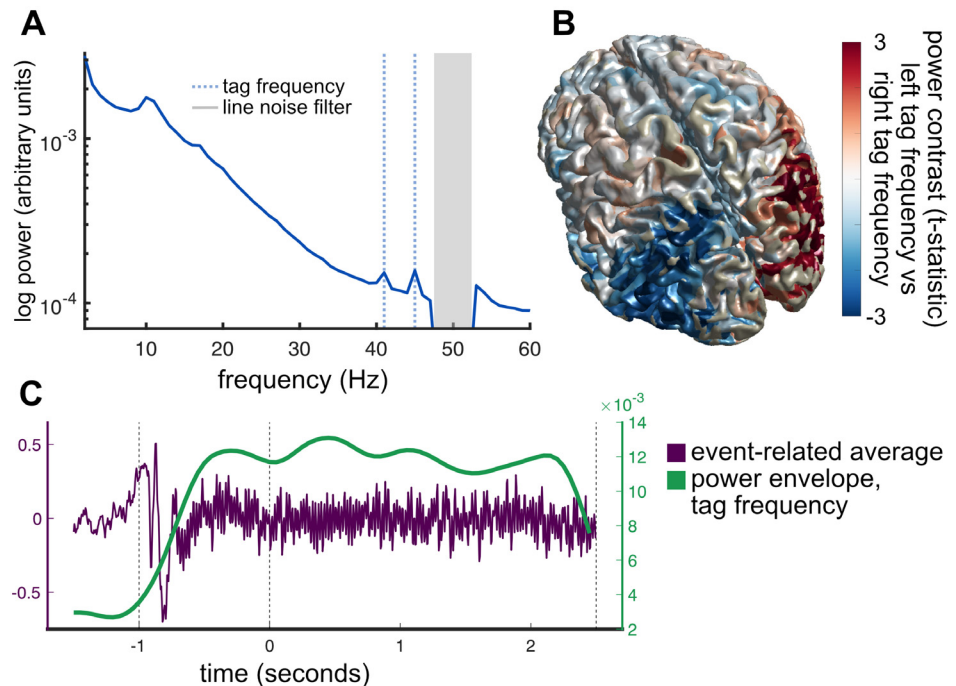 A
log power (arbitrary units)
10⁻³
10⁻⁴
tag frequency
line noise filter
10
20
30
40
50
60
frequency (Hz)
B
3
-3
power contrast (t-statistic)
left tag frequency vs
right tag frequency
C
0.5
0
-0.5
×10⁻³
14
12
10
8
6
4
2
-1
0
1
2
time (seconds)
event-related average
power envelope,
tag frequency